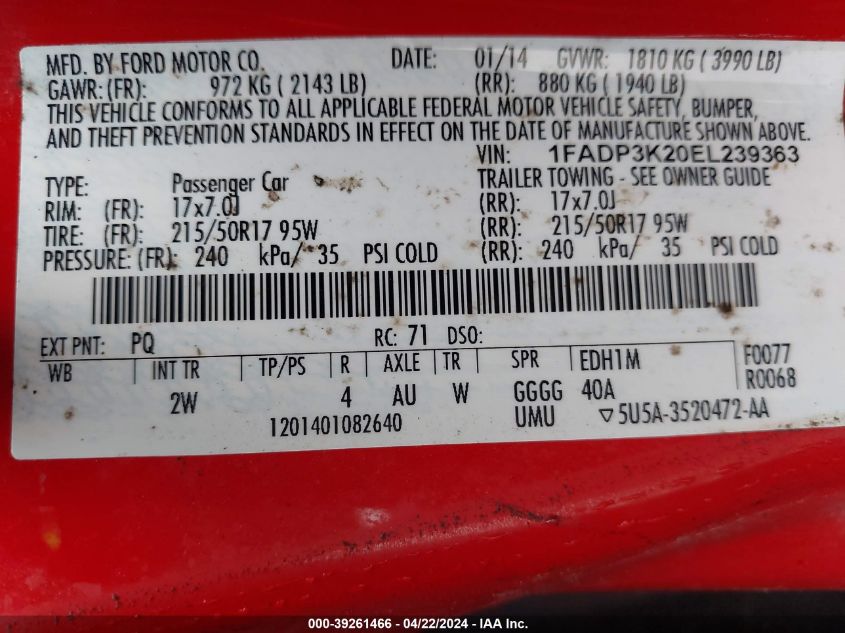 MFD. BY FORD MOTOR CO. DATE: 01/14 GVWR: 1810 KG ( 3990 LB)
GAWR: (FR): 972 KG ( 2143 LB) (RR): 880 KG ( 1940 LB)
THIS VEHICLE CONFORMS TO ALL APPLICABLE FEDERAL MOTOR VEHICLE SAFETY, BUMPER,
AND THEFT PREVENTION STANDARDS IN EFFECT ON THE DATE OF MANUFACTURE SHOWN ABOVE.
VIN: 1FADP3K20EL239363
TYPE: Passenger Car TRAILER TOWING - SEE OWNER GUIDE
RIM: (FR): 17x7.0J (RR): 17x7.0J
TIRE: (FR): 215/50R17 95W (RR): 215/50R17 95W
PRESSURE: (FR): 240 kPa/ 35 PSI COLD (RR): 240 kPa/ 35 PSI COLD
EXT PNT: PQ RC: 71 DSO:
WB INT TR TP/PS R AXLE TR SPR EDH1M F0077
R0068
2W 4 AU W GGGG 40A
1201401082640 UMU ▽ 5U5A-3520472-AA
000-39261466 - 04/22/2024 - IAA Inc.